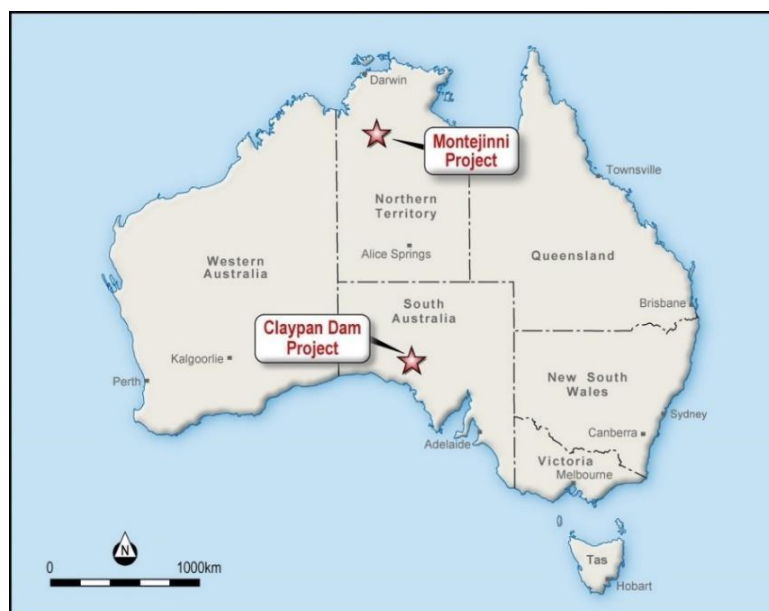 Darwin
Montejinni
Project
Townsville
Northern
Territory
Alice Springs
Western
Australia
Queensland
South
Australia
Brisbane
Claypan Dam
Project
Kalgoorlie
Perth
New South
Wales
Sydney
Canberra
Adelaide
Victoria
Melbourne
N
0
1000km
Tas
Hobart